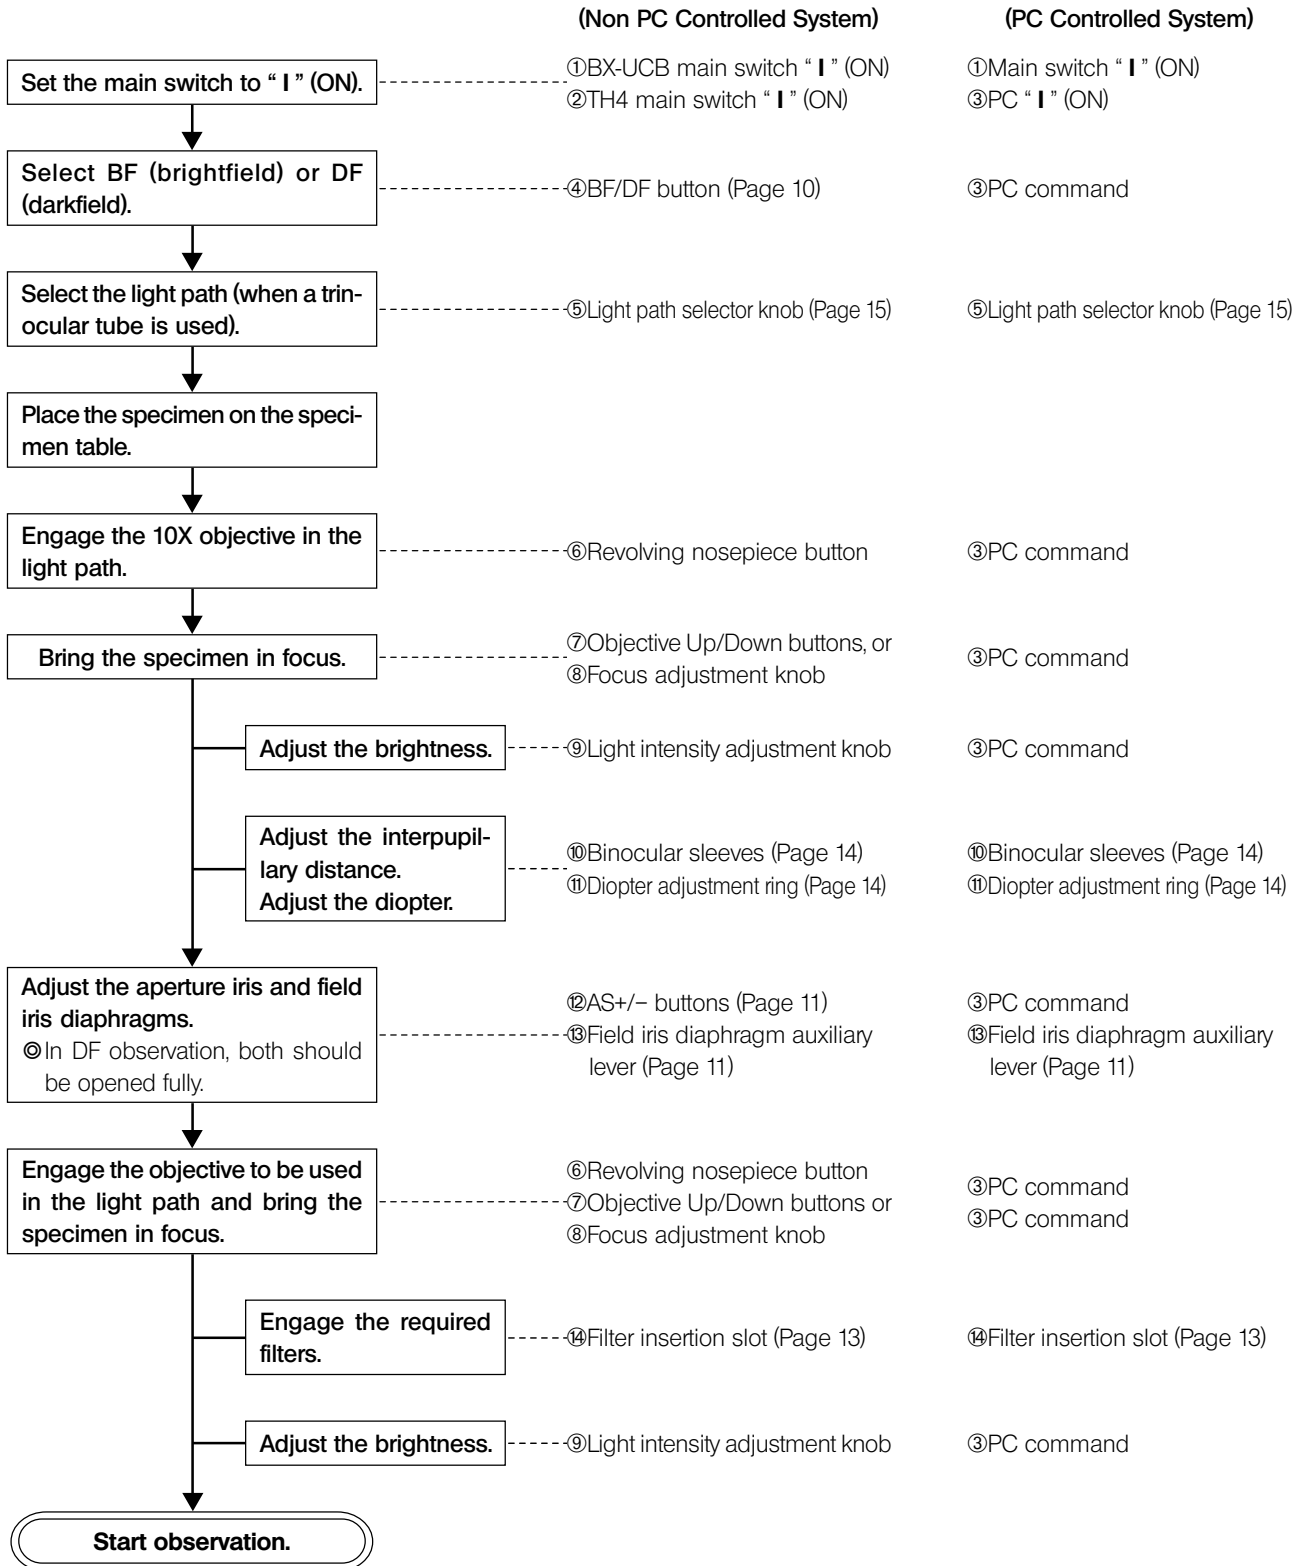 (Non PC Controlled System) (PC Controlled System)
Set the main switch to “ I ” (ON).
①BX-UCB main switch “ I ” (ON)
②TH4 main switch “ I ” (ON)
①Main switch “ I ” (ON)
③PC “ I ” (ON)
Select BF (brightfield) or DF
(darkfield).
④BF/DF button (Page 10)
③PC command
Select the light path (when a trin-
ocular tube is used).
⑤Light path selector knob (Page 15)
⑤Light path selector knob (Page 15)
Place the specimen on the speci-
men table.
Engage the 10X objective in the
light path.
⑥Revolving nosepiece button
③PC command
Bring the specimen in focus.
⑦Objective Up/Down buttons, or
⑧Focus adjustment knob
③PC command
Adjust the brightness.
⑨Light intensity adjustment knob
③PC command
Adjust the interpupil-
lary distance.
Adjust the diopter.
⑩Binocular sleeves (Page 14)
⑪Diopter adjustment ring (Page 14)
⑩Binocular sleeves (Page 14)
⑪Diopter adjustment ring (Page 14)
Adjust the aperture iris and field
iris diaphragms.
◎In DF observation, both should
be opened fully.
⑫AS+/– buttons (Page 11)
⑬Field iris diaphragm auxiliary
lever (Page 11)
③PC command
⑬Field iris diaphragm auxiliary
lever (Page 11)
Engage the objective to be used
in the light path and bring the
specimen in focus.
⑥Revolving nosepiece button
⑦Objective Up/Down buttons or
⑧Focus adjustment knob
③PC command
③PC command
Engage the required
filters.
⑭Filter insertion slot (Page 13)
⑭Filter insertion slot (Page 13)
Adjust the brightness.
⑨Light intensity adjustment knob
③PC command
Start observation.